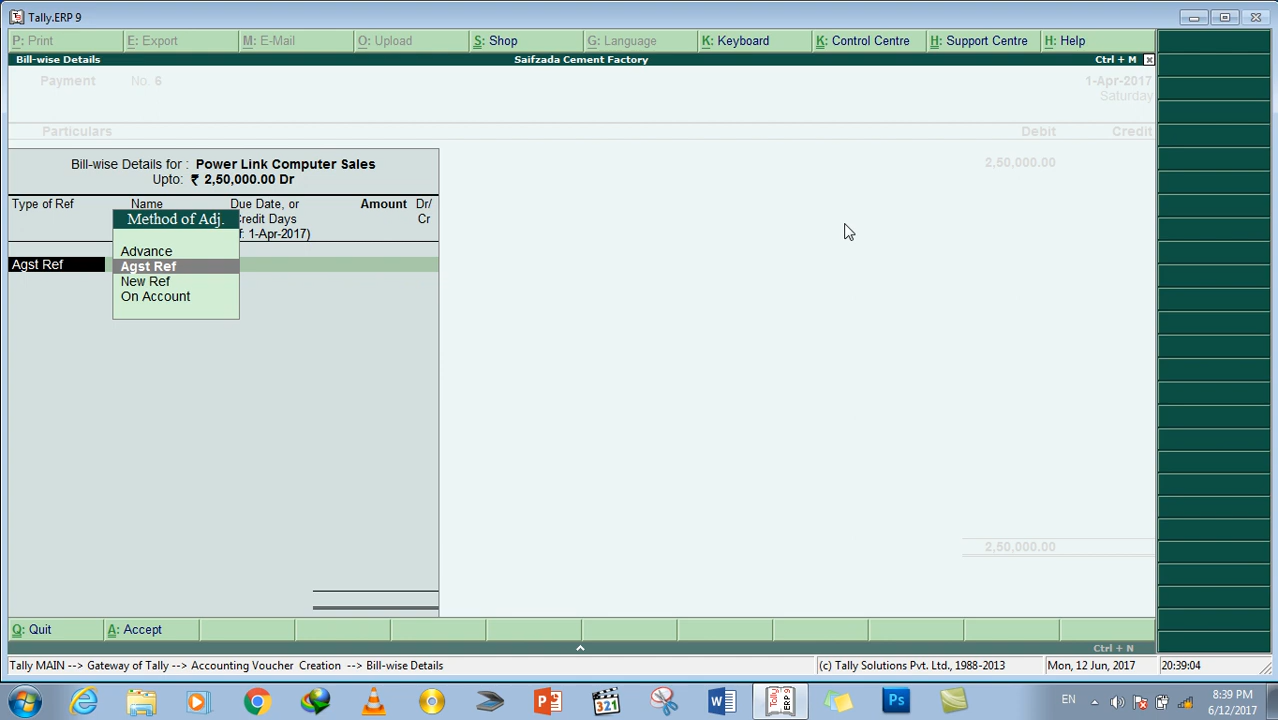 Tally.ERP 9
P: Print E: Export M: E-Mail O: Upload S: Shop G: Language K: Keyboard K: Control Centre H: Support Centre H: Help
Bill-wise Details Saifzada Cement Factory Ctrl + M
Payment No. 6 1-Apr-2017
Saturday
Particulars Debit Credit
Bill-wise Details for : Power Link Computer Sales 2,50,000.00
Upto: ₹ 2,50,000.00 Dr
Type of Ref Name Due Date, or Amount Dr/
Method of Adj. Credit Days Cr
f: 1-Apr-2017)
Advance
Agst Ref Agst Ref
New Ref
On Account
2,50,000.00
Q: Quit A: Accept
Ctrl + N
Tally MAIN --> Gateway of Tally --> Accounting Voucher Creation --> Bill-wise Details (c) Tally Solutions Pvt. Ltd., 1988-2013 Mon, 12 Jun, 2017 20:39:04
EN 8:39 PM
6/12/2017